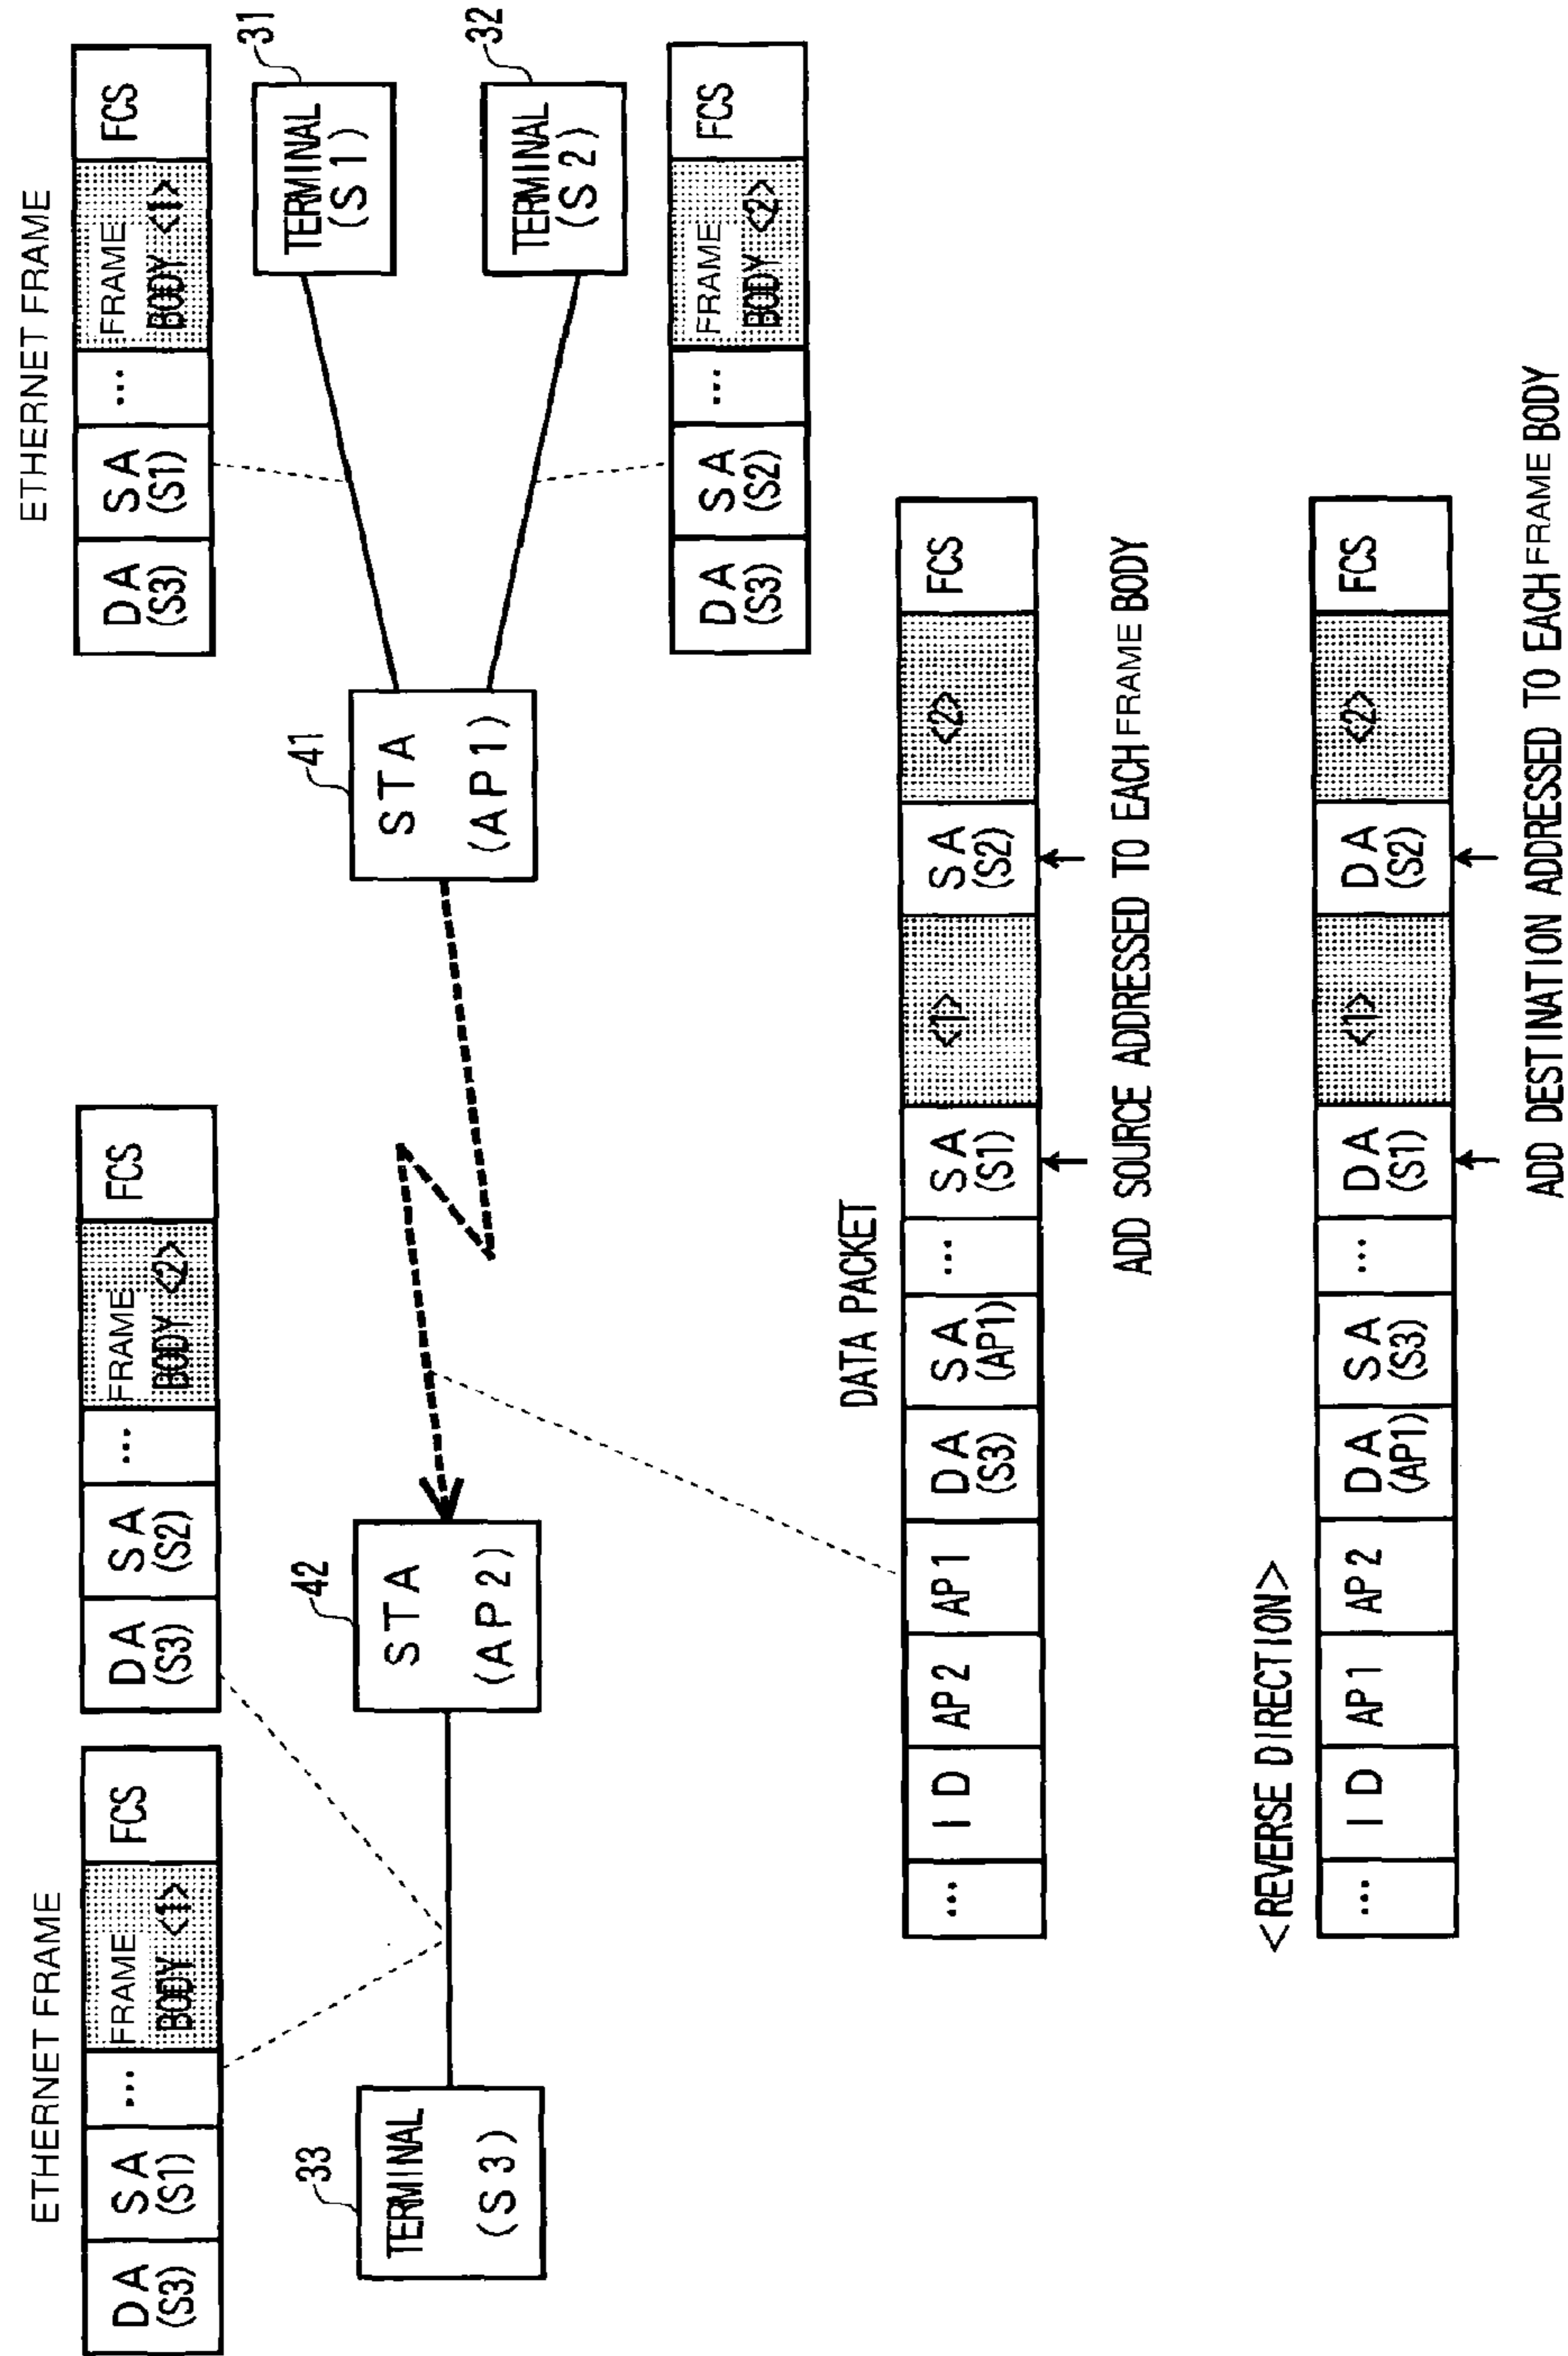 ETHERNET FRAME
DA (S3) SA (S1) ... FRAME BODY <1> FCS
DA (S3) SA (S2) ... FRAME BODY <2> FCS
ETHERNET FRAME
DA (S3) SA (S1) ... FRAME BODY <1> FCS
33
TERMINAL
(S3)
42
STA
(AP2)
41
STA
(AP1)
31
TERMINAL
(S1)
32
TERMINAL
(S2)
DA (S3) SA (S2) ... FRAME BODY <2> FCS
DATA PACKET
... ID AP2 AP1 DA (S3) SA (AP1) ... SA (S1) <1> SA (S2) <2> FCS
ADD SOURCE ADDRESSED TO EACH FRAME BODY
<REVERSE DIRECTION>
... ID AP1 AP2 DA (AP1) SA (S3) ... DA (S1) <1> DA (S2) <2> FCS
ADD DESTINATION ADDRESSED TO EACH FRAME BODY